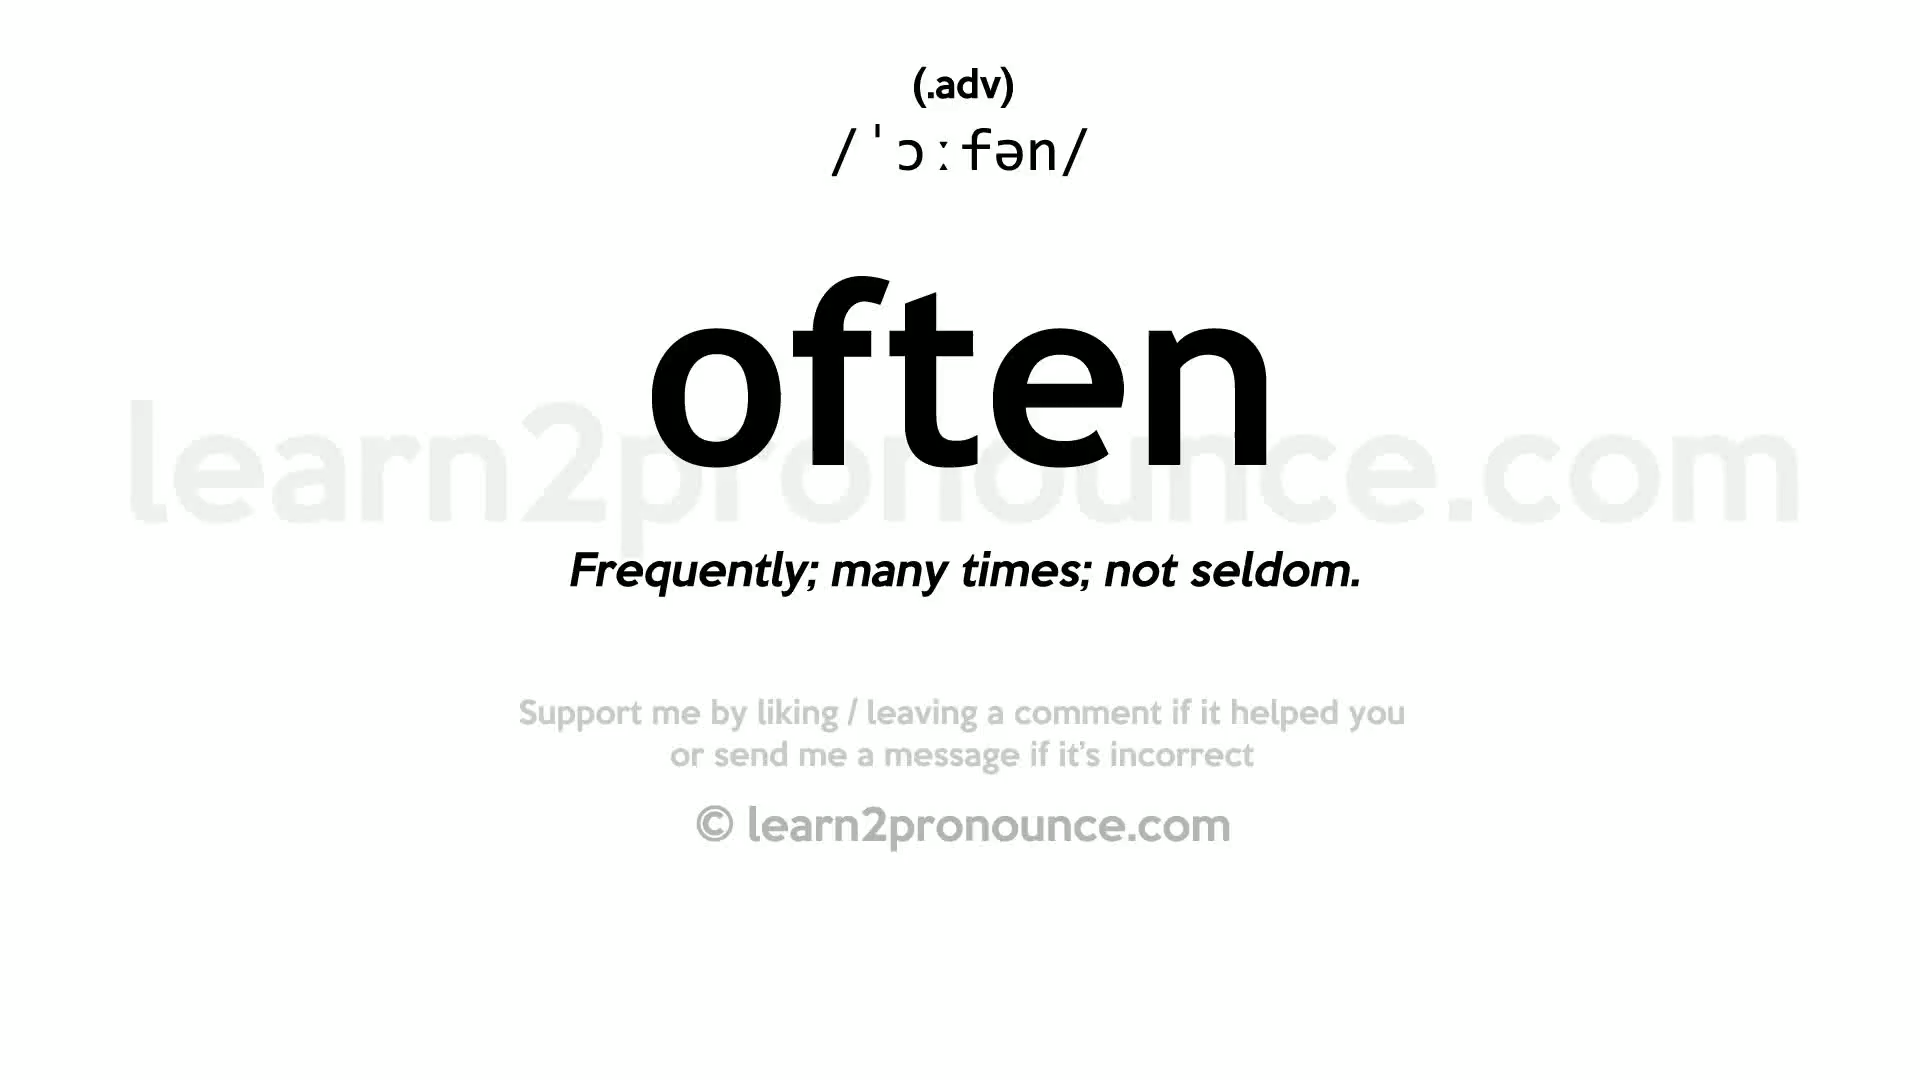 (.adv)
/ˈɔːfən/
often
learn2pronounce.com
Frequently; many times; not seldom.
Support me by liking / leaving a comment if it helped you
or send me a message if it's incorrect
© learn2pronounce.com